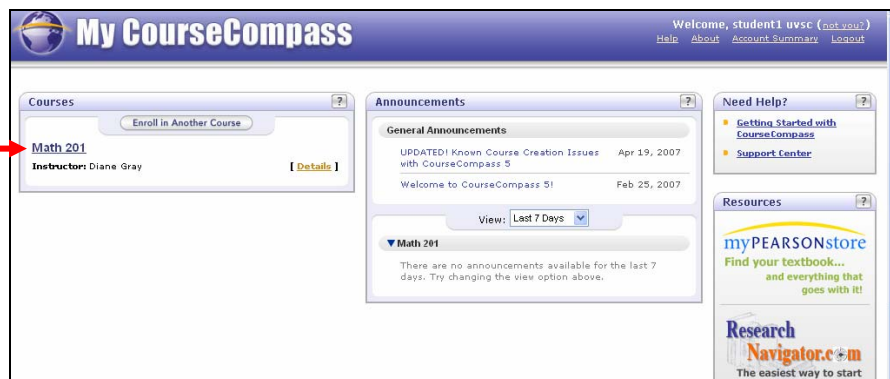 My CourseCompass
Welcome, student1 uvsc (not you?)
Help About Account Summary Logout
Courses ?
Enroll in Another Course
Math 201
Instructor: Diane Gray [ Details ]
Announcements ?
General Announcements
UPDATED! Known Course Creation Issues Apr 19, 2007
with CourseCompass 5
Welcome to CourseCompass 5! Feb 25, 2007
View: Last 7 Days
Math 201
There are no announcements available for the last 7
days. Try changing the view option above.
Need Help? ?
Getting Started with
CourseCompass
Support Center
Resources ?
myPEARSONstore
Find your textbook...
and everything that
goes with it!
Research
Navigator.com
The easiest way to start